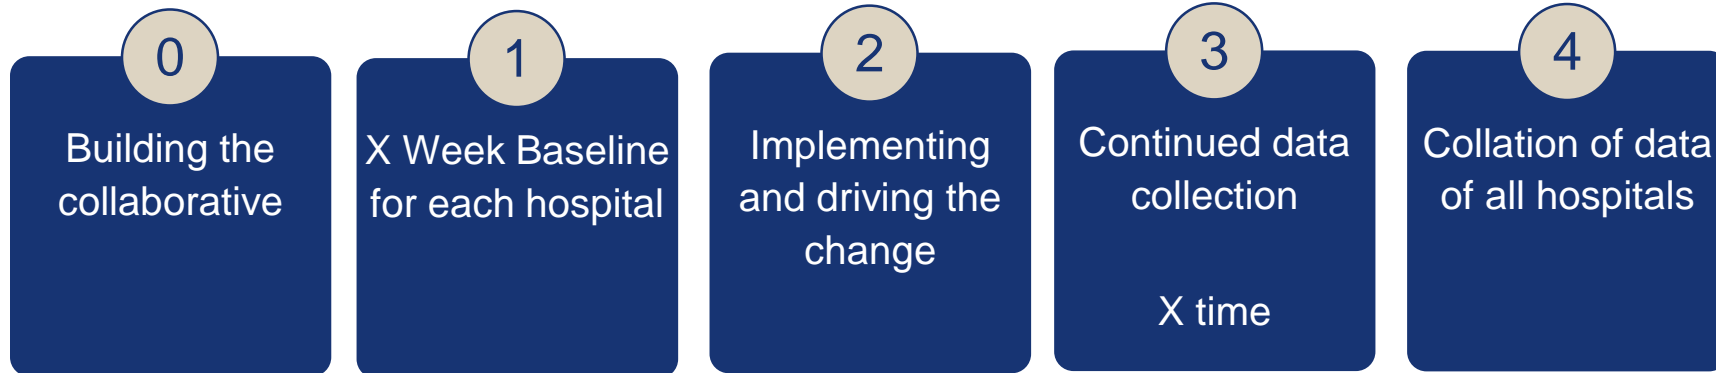 0
Building the
collaborative
1
X Week Baseline
for each hospital
2
Implementing
and driving the
change
3
Continued data
collection
X time
4
Collation of data
of all hospitals